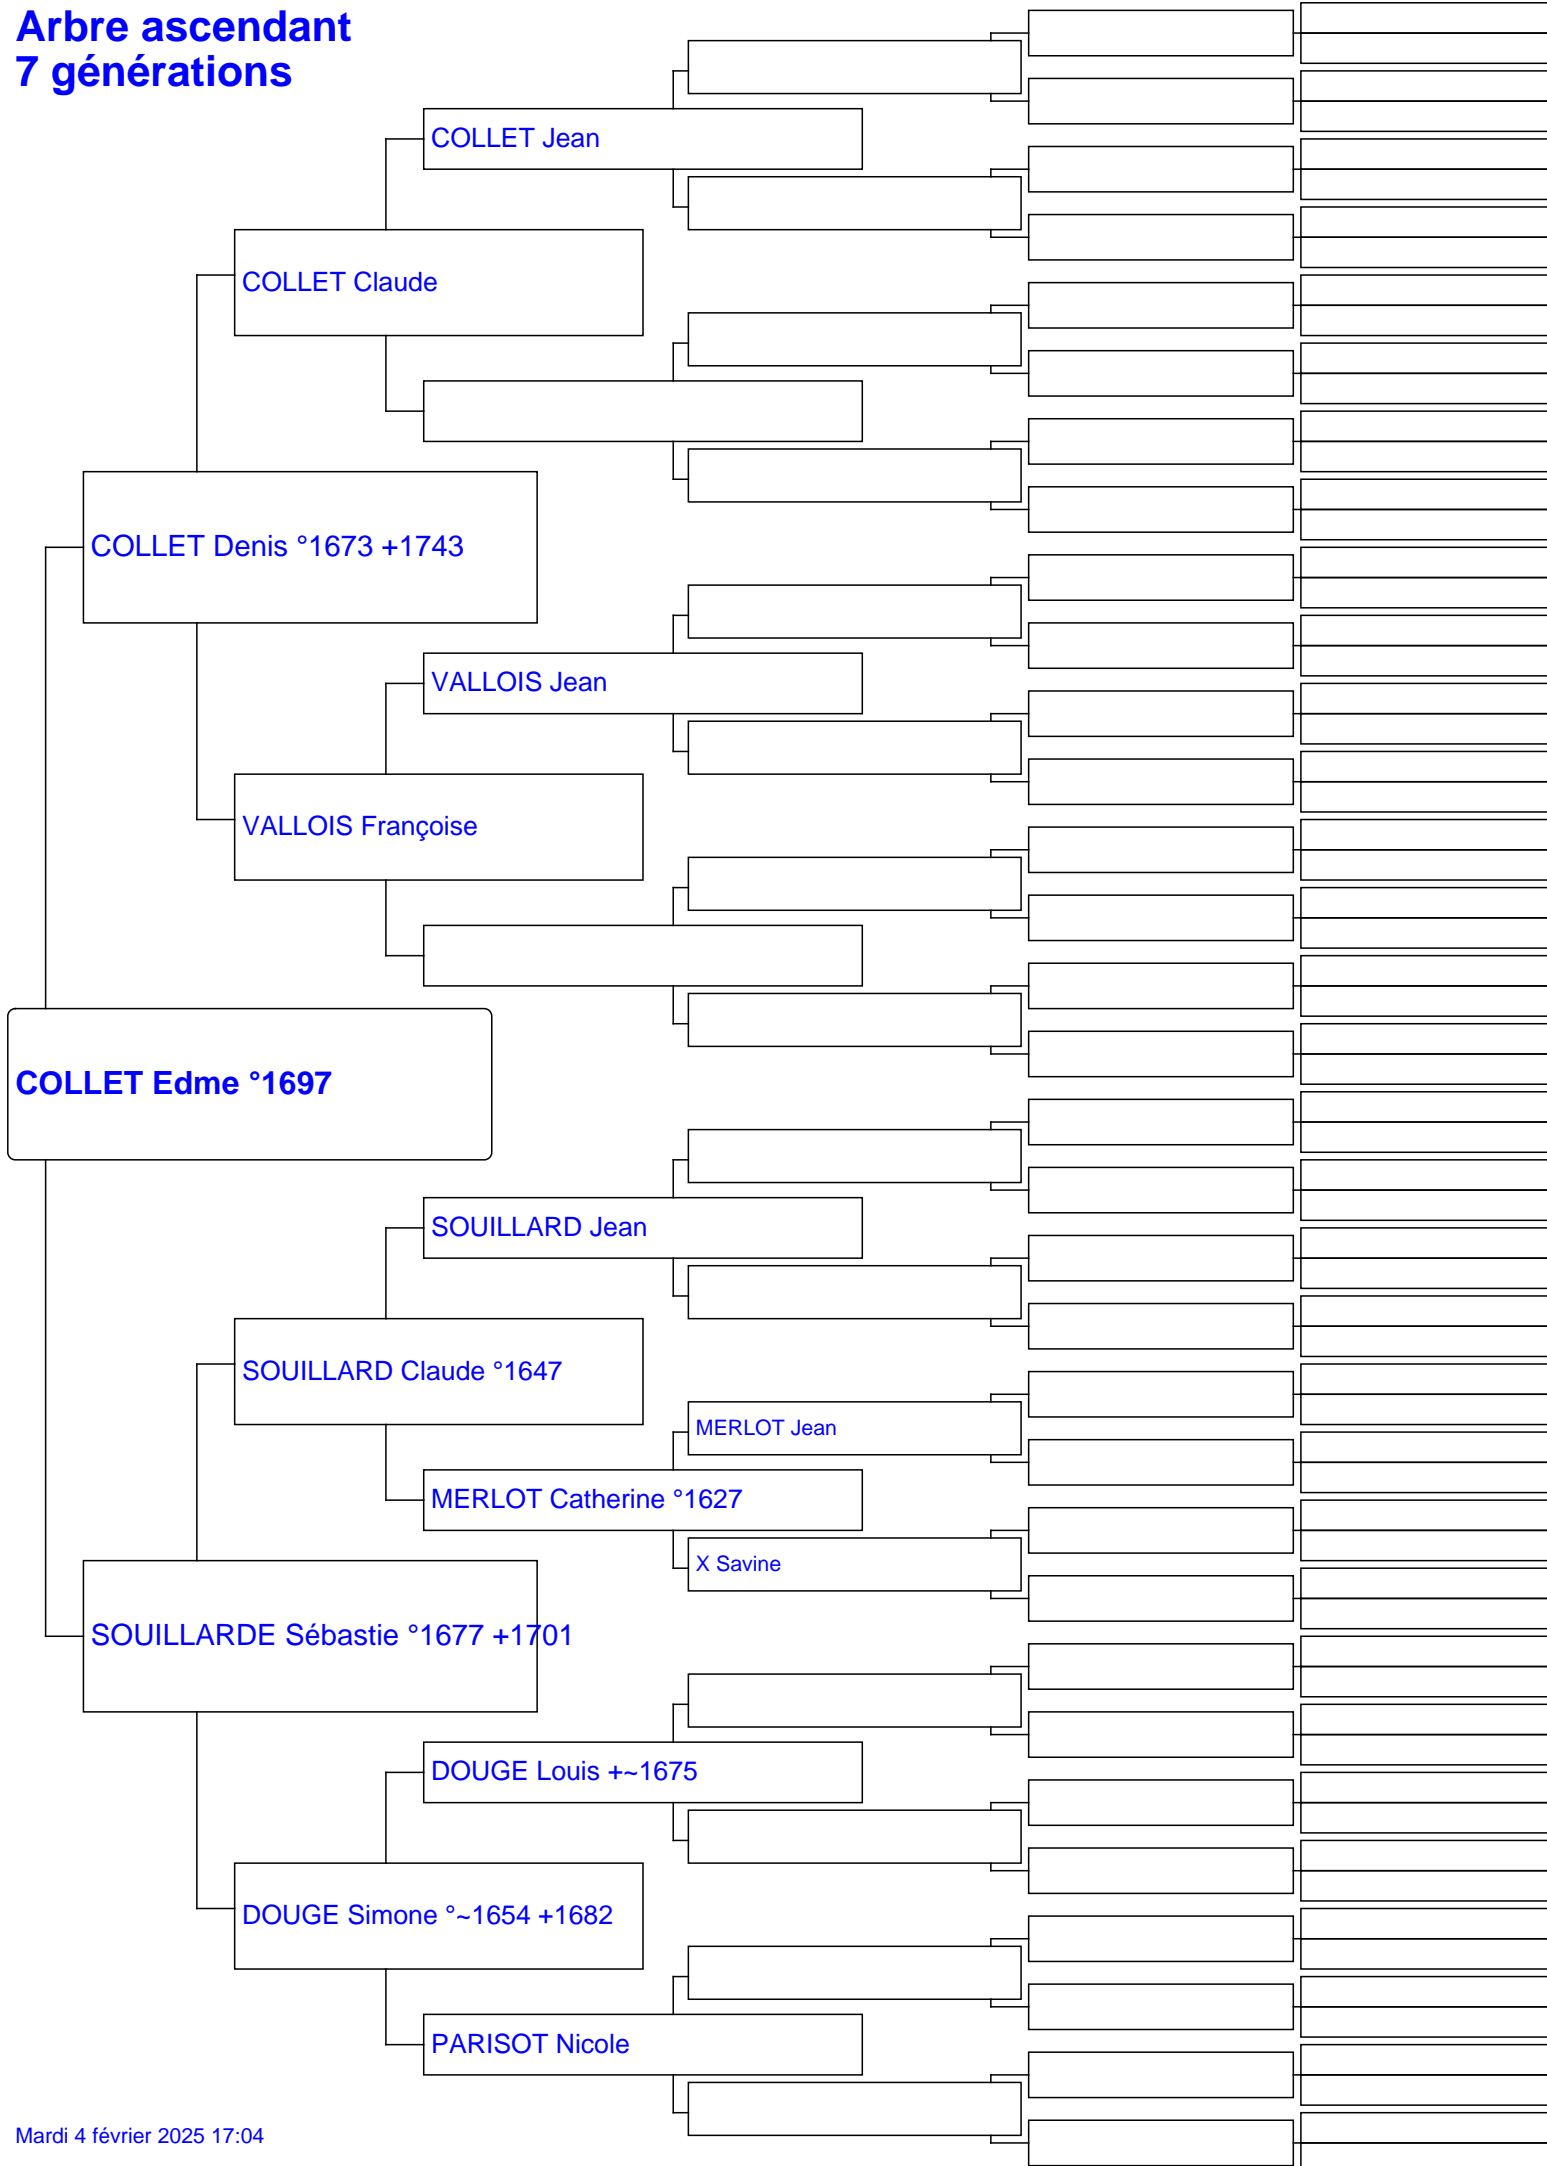 Arbre ascendant
7 générations
COLLET Jean
COLLET Claude
COLLET Denis °1673 +1743
VALLOIS Jean
VALLOIS Françoise
COLLET Edme °1697
SOUILLARD Jean
SOUILLARD Claude °1647
MERLOT Jean
MERLOT Catherine °1627
X Savine
SOUILLARDE Sébastie °1677 +1701
DOUGE Louis +~1675
DOUGE Simone °~1654 +1682
PARISOT Nicole
Mardi 4 février 2025 17:04